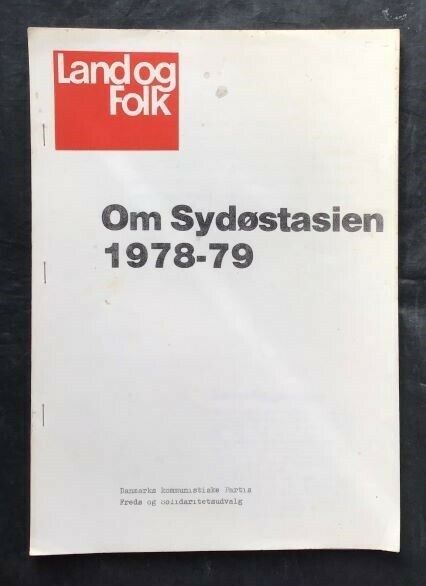 Land og
Folk
Om Sydøstasien
1978-79
Danmarks kommunistiske Partis
Freds og Solidaritetsudvalg